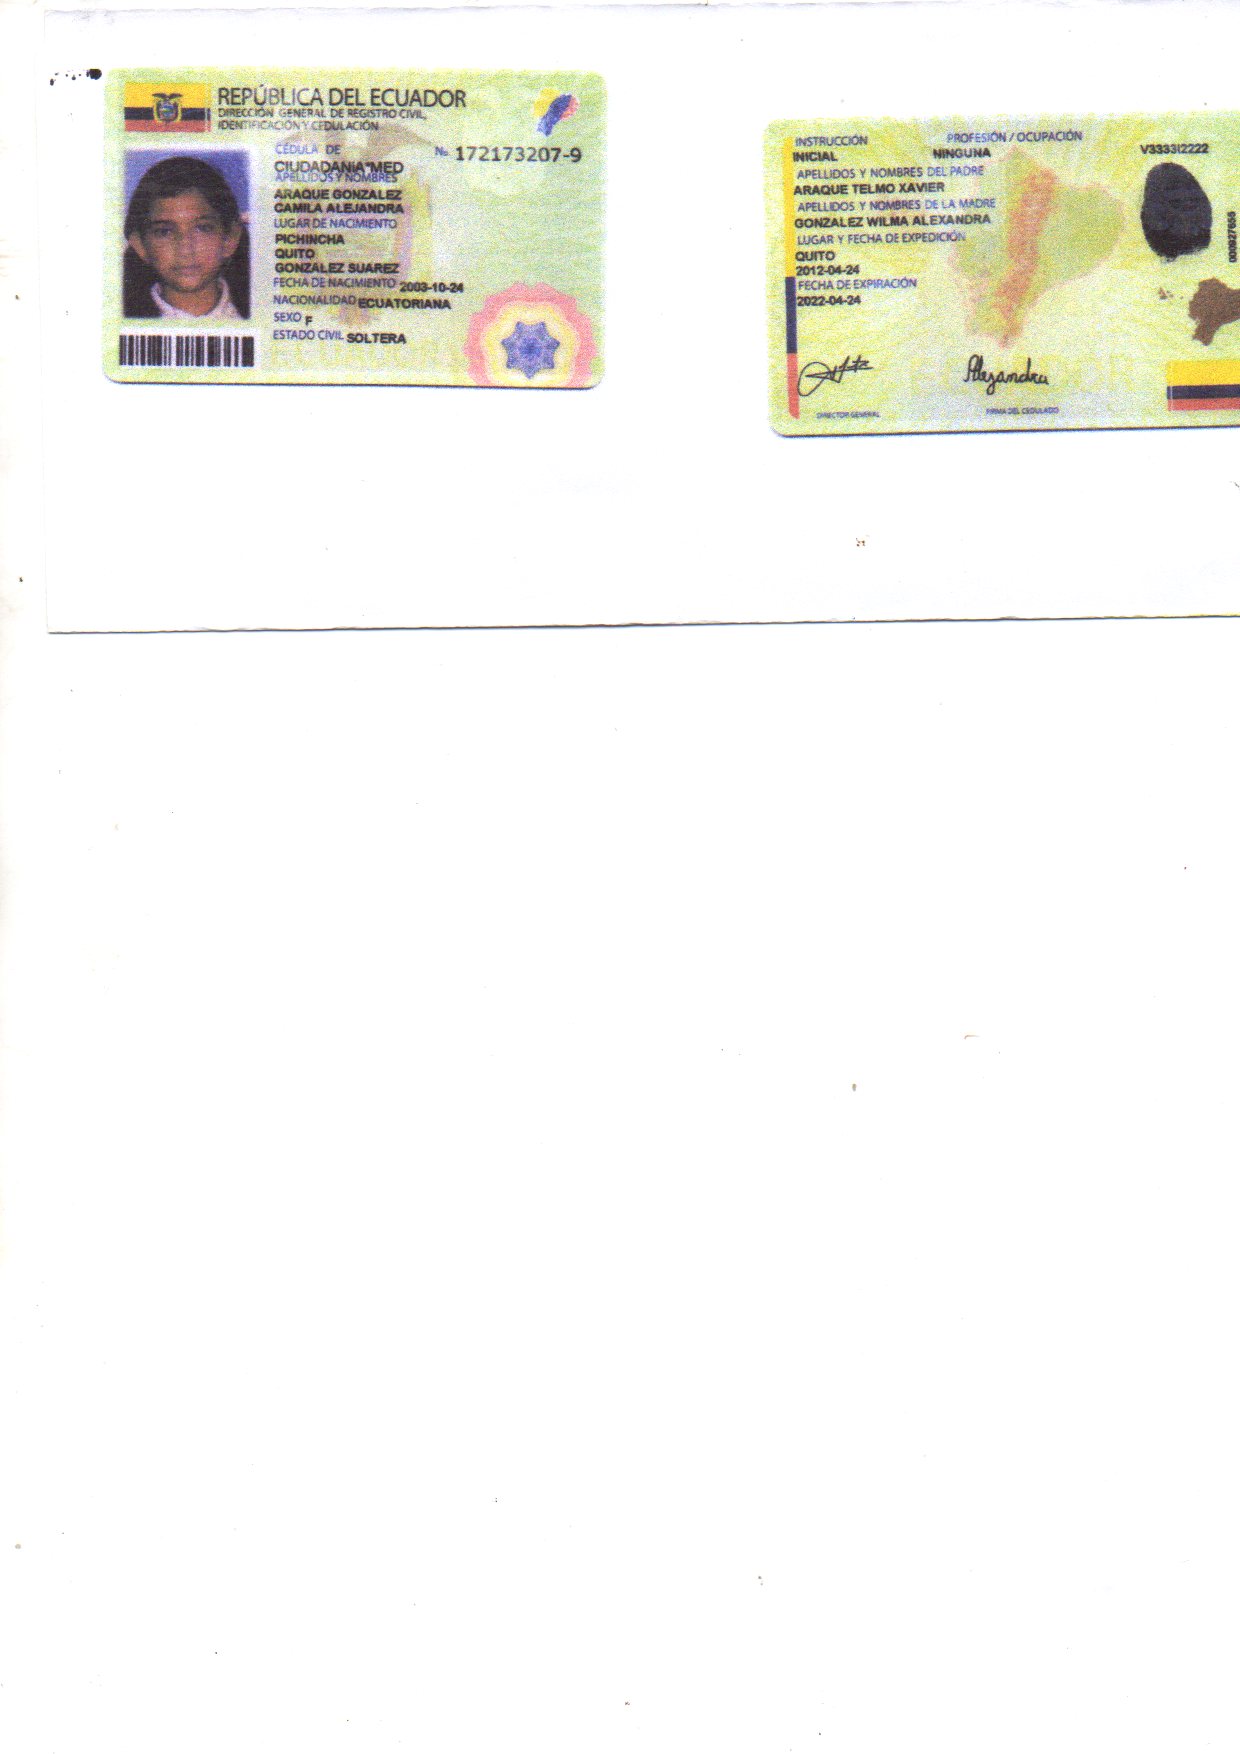 REPÚBLICA DEL ECUADOR
DIRECCIÓN GENERAL DE REGISTRO CIVIL,
IDENTIFICACIÓN Y CEDULACIÓN
CÉDULA DE
CIUDADANIA*MED
No. 172173207-9
APELLIDOS Y NOMBRES
ARAQUE GONZALEZ
CAMILA ALEJANDRA
LUGAR DE NACIMIENTO
PICHINCHA
QUITO
GONZALEZ SUAREZ
FECHA DE NACIMIENTO 2003-10-24
NACIONALIDAD ECUATORIANA
SEXO F
ESTADO CIVIL SOLTERA
INSTRUCCIÓN PROFESIÓN / OCUPACIÓN
INICIAL NINGUNA V3333I2222
APELLIDOS Y NOMBRES DEL PADRE
ARAQUE TELMO XAVIER
APELLIDOS Y NOMBRES DE LA MADRE
GONZALEZ WILMA ALEXANDRA
LUGAR Y FECHA DE EXPEDICIÓN
QUITO
2012-04-24
FECHA DE EXPIRACIÓN
2022-04-24
Alejandra
DIRECTOR GENERAL FIRMA DEL CEDULADO